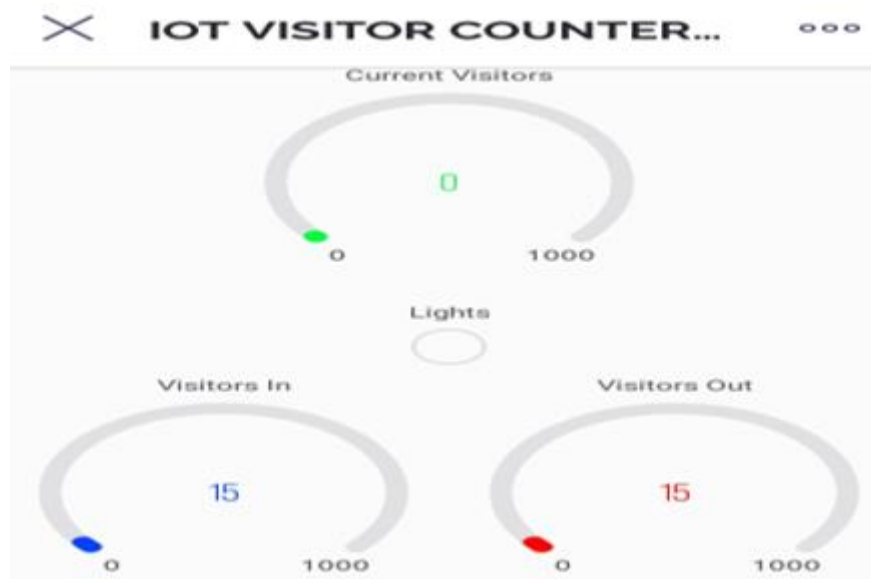 IOT VISITOR COUNTER...
Current Visitors
0
0 1000
Lights
Visitors In Visitors Out
15 15
0 1000 0 1000